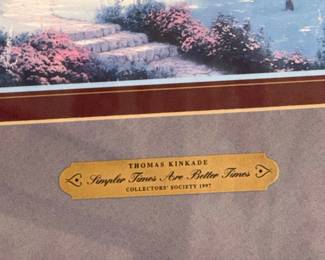 THOMAS KINKADE
Simpler Times Are Better Times
COLLECTORS' SOCIETY 1997